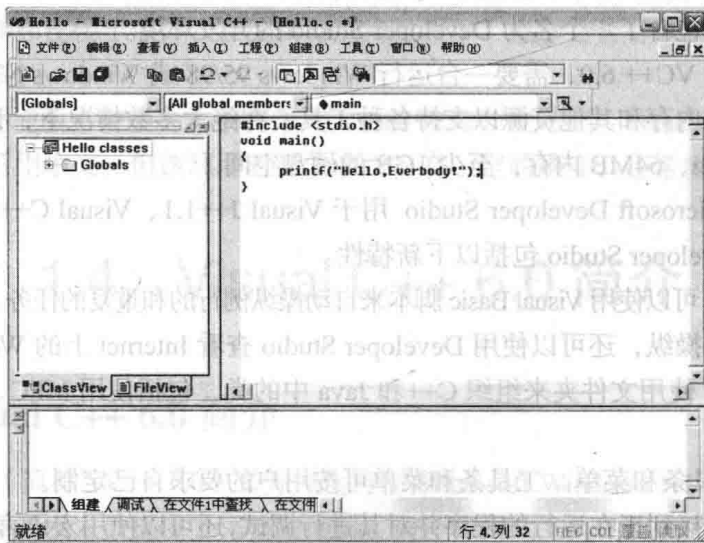 Hello - Microsoft Visual C++ - [Hello.c *]
文件(F) 编辑(E) 查看(V) 插入(I) 工程(P) 组建(B) 工具(T) 窗口(W) 帮助(H)
(Globals) (All global members main
Hello classes
Globals
#include <stdio.h>
void main()
{
printf("Hello,Everbody!");
}
ClassView FileView
组建 调试 在文件1中查找 在文件
就绪 行 4,列 32 REC COL 覆盖 读取